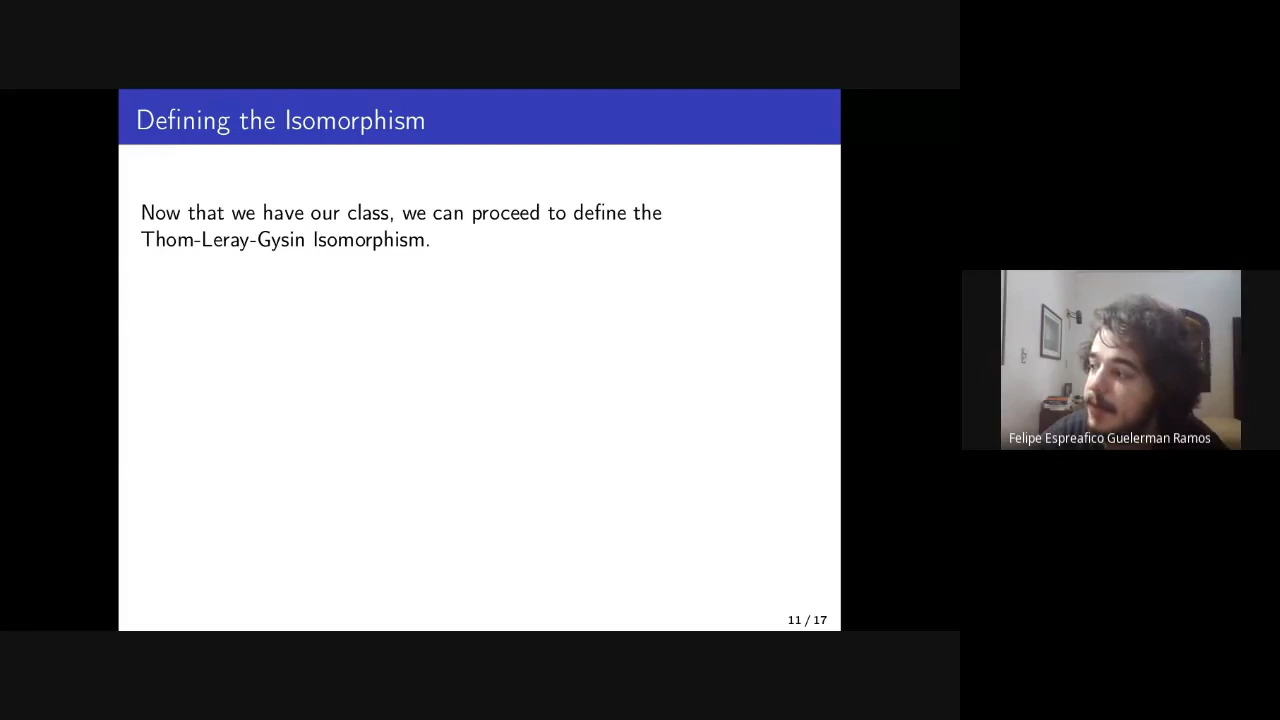 Defining the Isomorphism
Now that we have our class, we can proceed to define the
Thom-Leray-Gysin Isomorphism.
11 / 17
Felipe Espreafico Guelerman Ramos